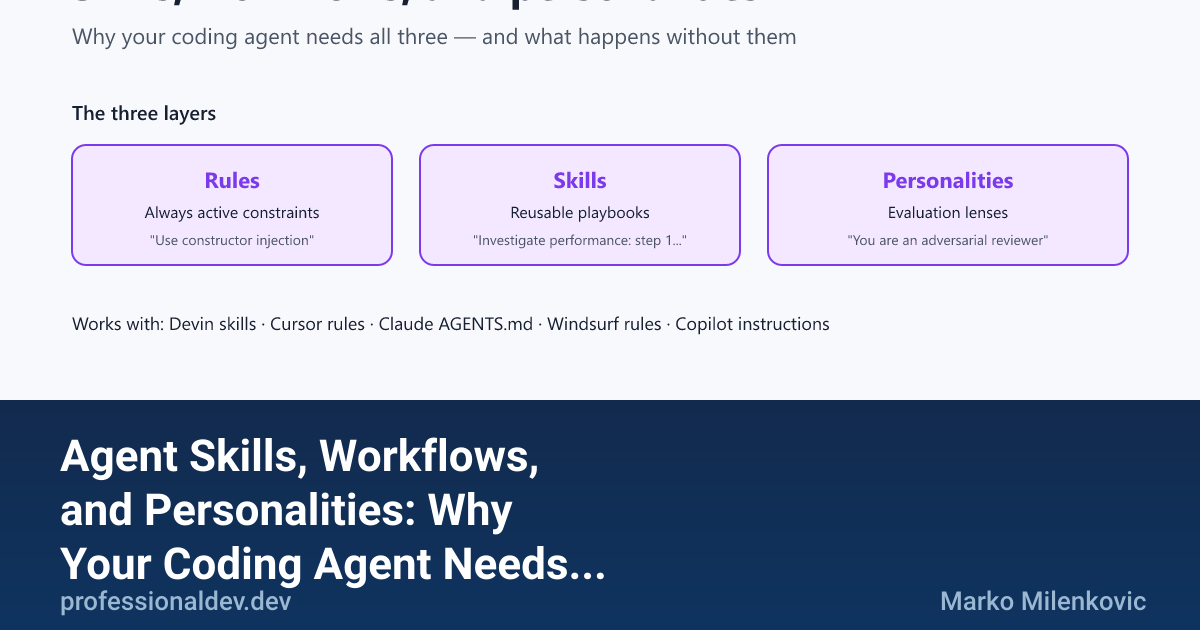 Why your coding agent needs all three — and what happens without them
The three layers
Rules
Always active constraints
"Use constructor injection"
Skills
Reusable playbooks
"Investigate performance: step 1..."
Personalities
Evaluation lenses
"You are an adversarial reviewer"
Works with: Devin skills · Cursor rules · Claude AGENTS.md · Windsurf rules · Copilot instructions
Agent Skills, Workflows,
and Personalities: Why
Your Coding Agent Needs...
professionaldev.dev
Marko Milenkovic